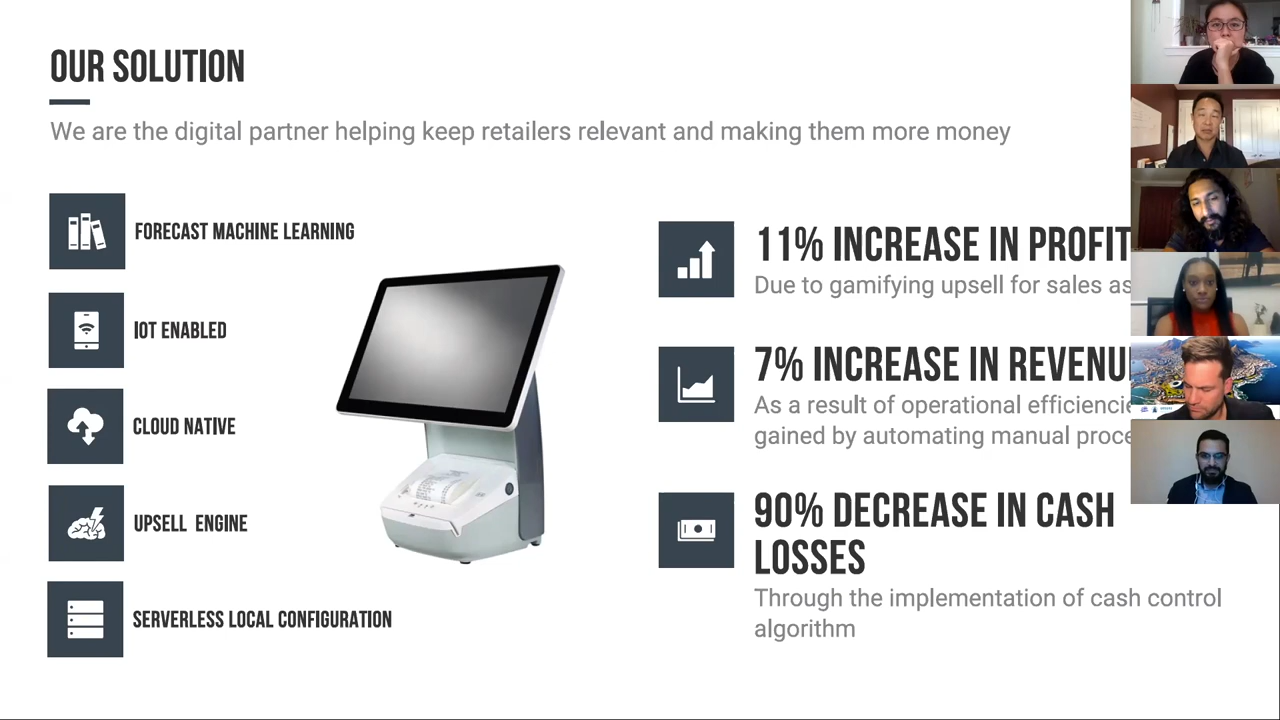 OUR SOLUTION
We are the digital partner helping keep retailers relevant and making them more money
FORECAST MACHINE LEARNING
IOT ENABLED
CLOUD NATIVE
UPSELL ENGINE
SERVERLESS LOCAL CONFIGURATION
11% INCREASE IN PROFIT
Due to gamifying upsell for sales
7% INCREASE IN
As a result of operational
gained by automating manual
90% DECREASE IN CASH
LOSSES
Through the implementation of cash control
algorithm